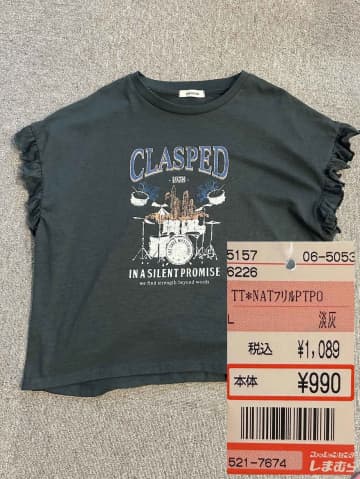 CLASPED
1978
IN A SILENT PROMISE
we find strength beyond words
5157 06-5053
6226
TT*NATフリルPTPO
L 淡灰
税込 ¥1,089
本体 ¥990
521-7674
しまむら